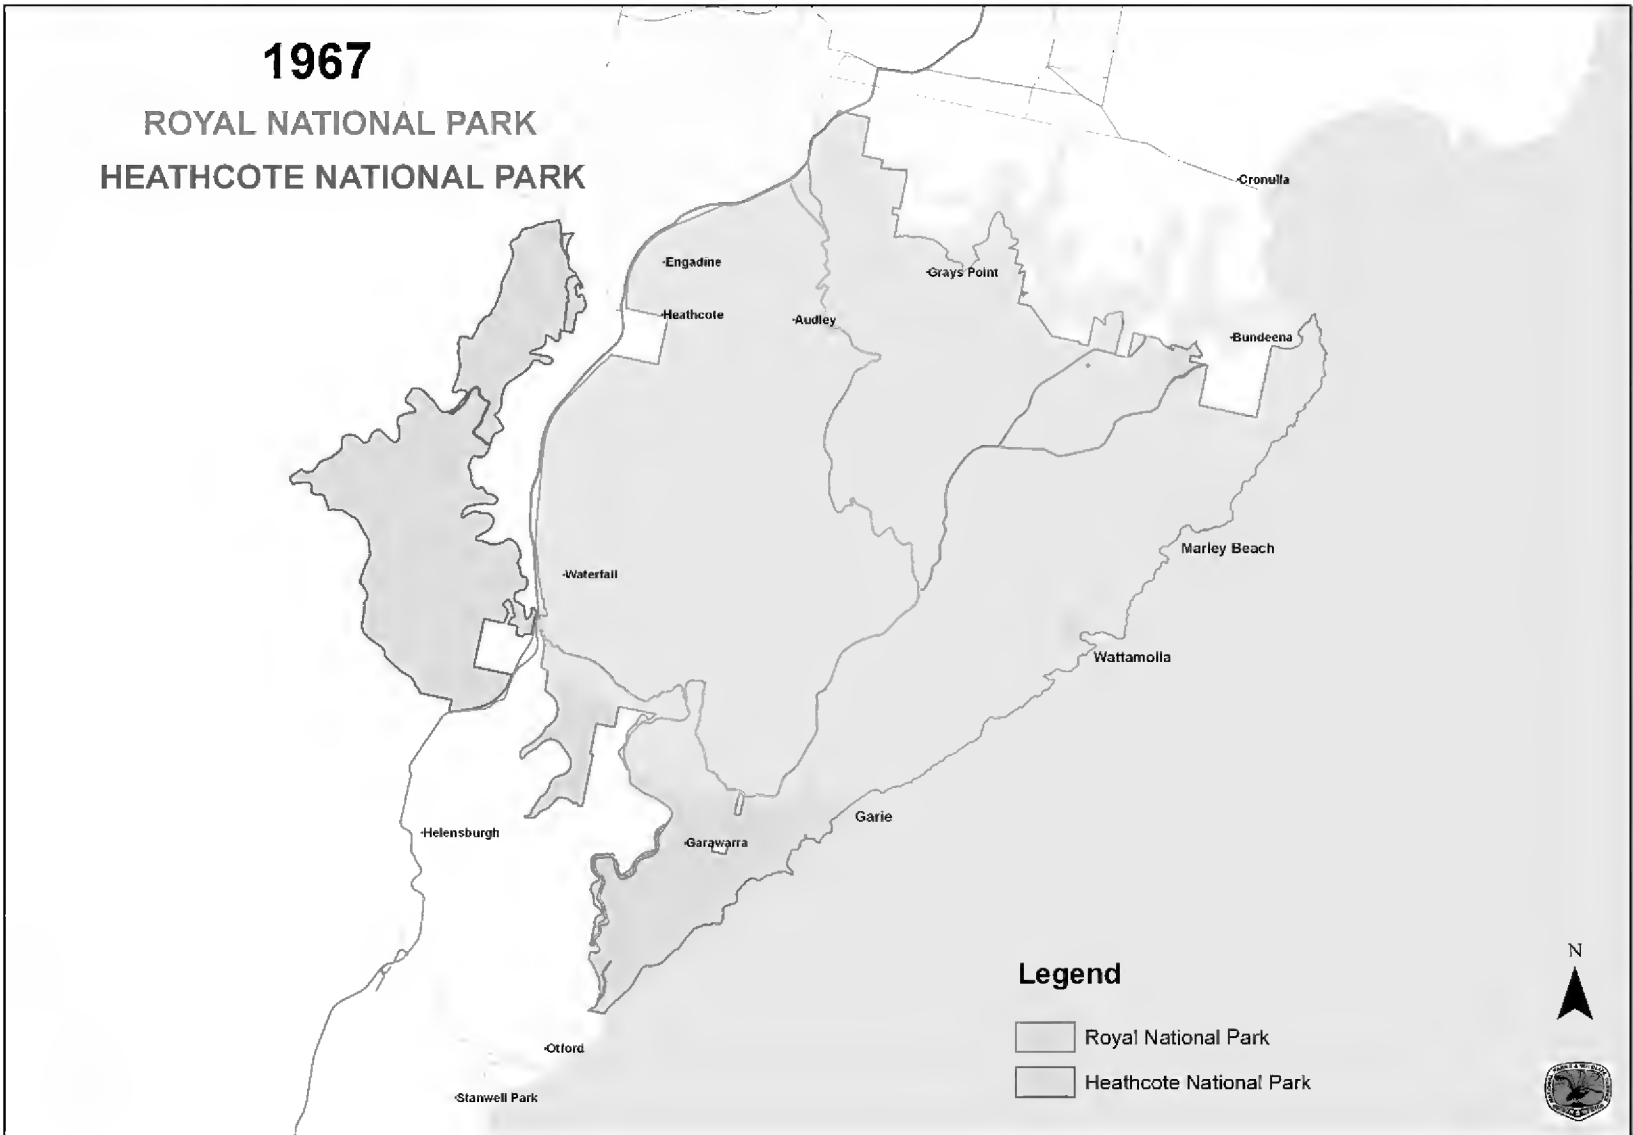 1967
ROYAL NATIONAL PARK
HEATHCOTE NATIONAL PARK
Cronulla
Engadine
Grays Point
Heathcote
Audley
Bundeena
Marley Beach
Waterfall
Wattamolla
Garie
Helensburgh
Garawarra
N
Legend
Royal National Park
Otford
Heathcote National Park
Stanwell Park